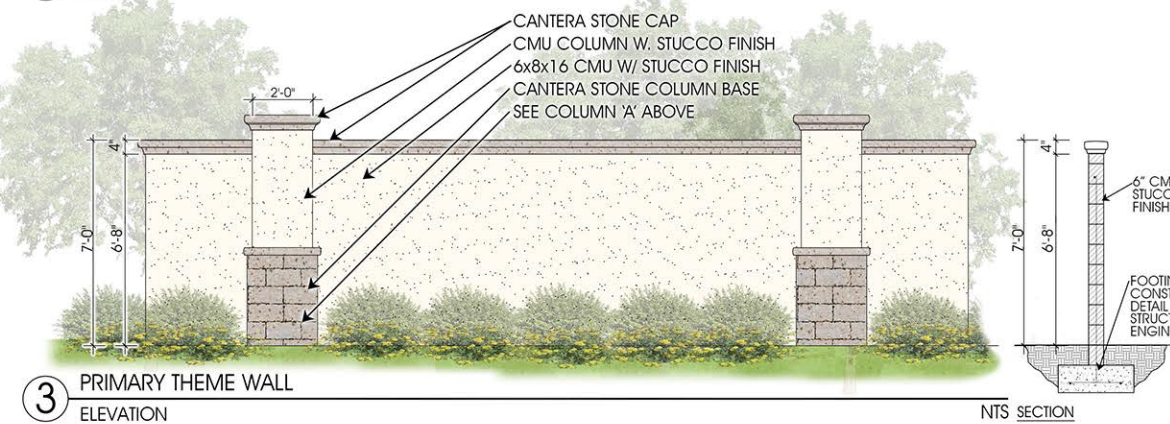 CANTERA STONE CAP
CMU COLUMN W. STUCCO FINISH
6x8x16 CMU W/ STUCCO FINISH
CANTERA STONE COLUMN BASE
SEE COLUMN 'A' ABOVE
2'-0"
4"
7'-0"
6'-8"
4"
7'-0"
6'-8"
6" CM
STUCC
FINISH
FOOTIN
CONST
DETAIL
STRUCT
ENGIN
3
PRIMARY THEME WALL
ELEVATION
NTS SECTION